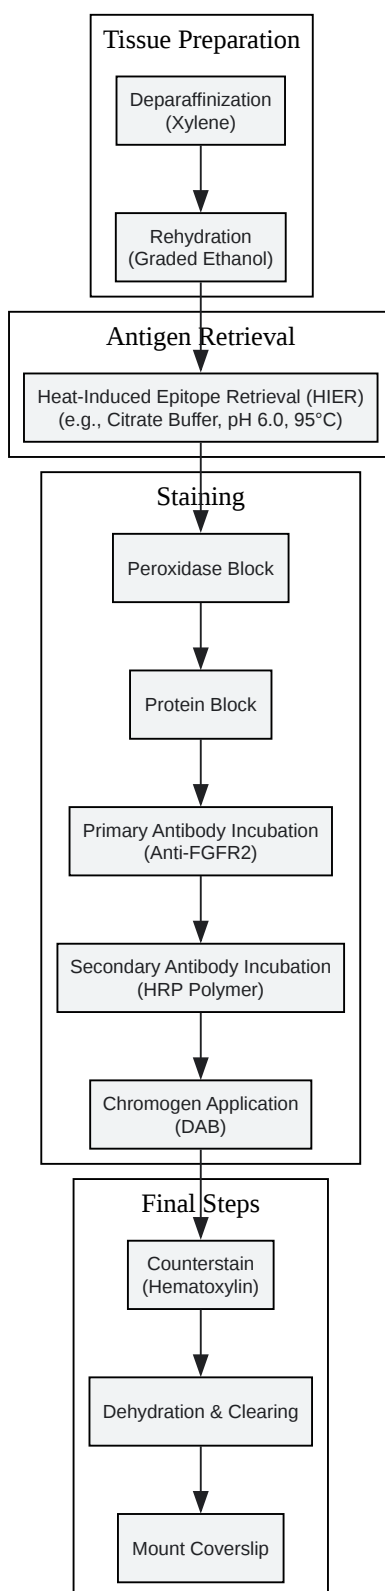 Tissue Preparation
Deparaffinization
(Xylene)
Rehydration
(Graded Ethanol)
Antigen Retrieval
Heat-Induced Epitope Retrieval (HIER)
(e.g., Citrate Buffer, pH 6.0, 95°C)
Staining
Peroxidase Block
Protein Block
Primary Antibody Incubation
(Anti-FGFR2)
Secondary Antibody Incubation
(HRP Polymer)
Chromogen Application
(DAB)
Final Steps
Counterstain
(Hematoxylin)
Dehydration & Clearing
Mount Coverslip